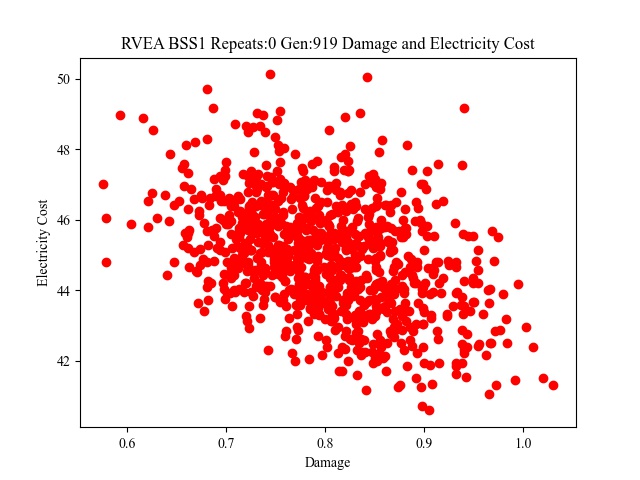 RVEA BSS1 Repeats:0 Gen:919 Damage and Electricity Cost
50
48
46
44
42
Electricity Cost
0.6 0.7 0.8 0.9 1.0
Damage